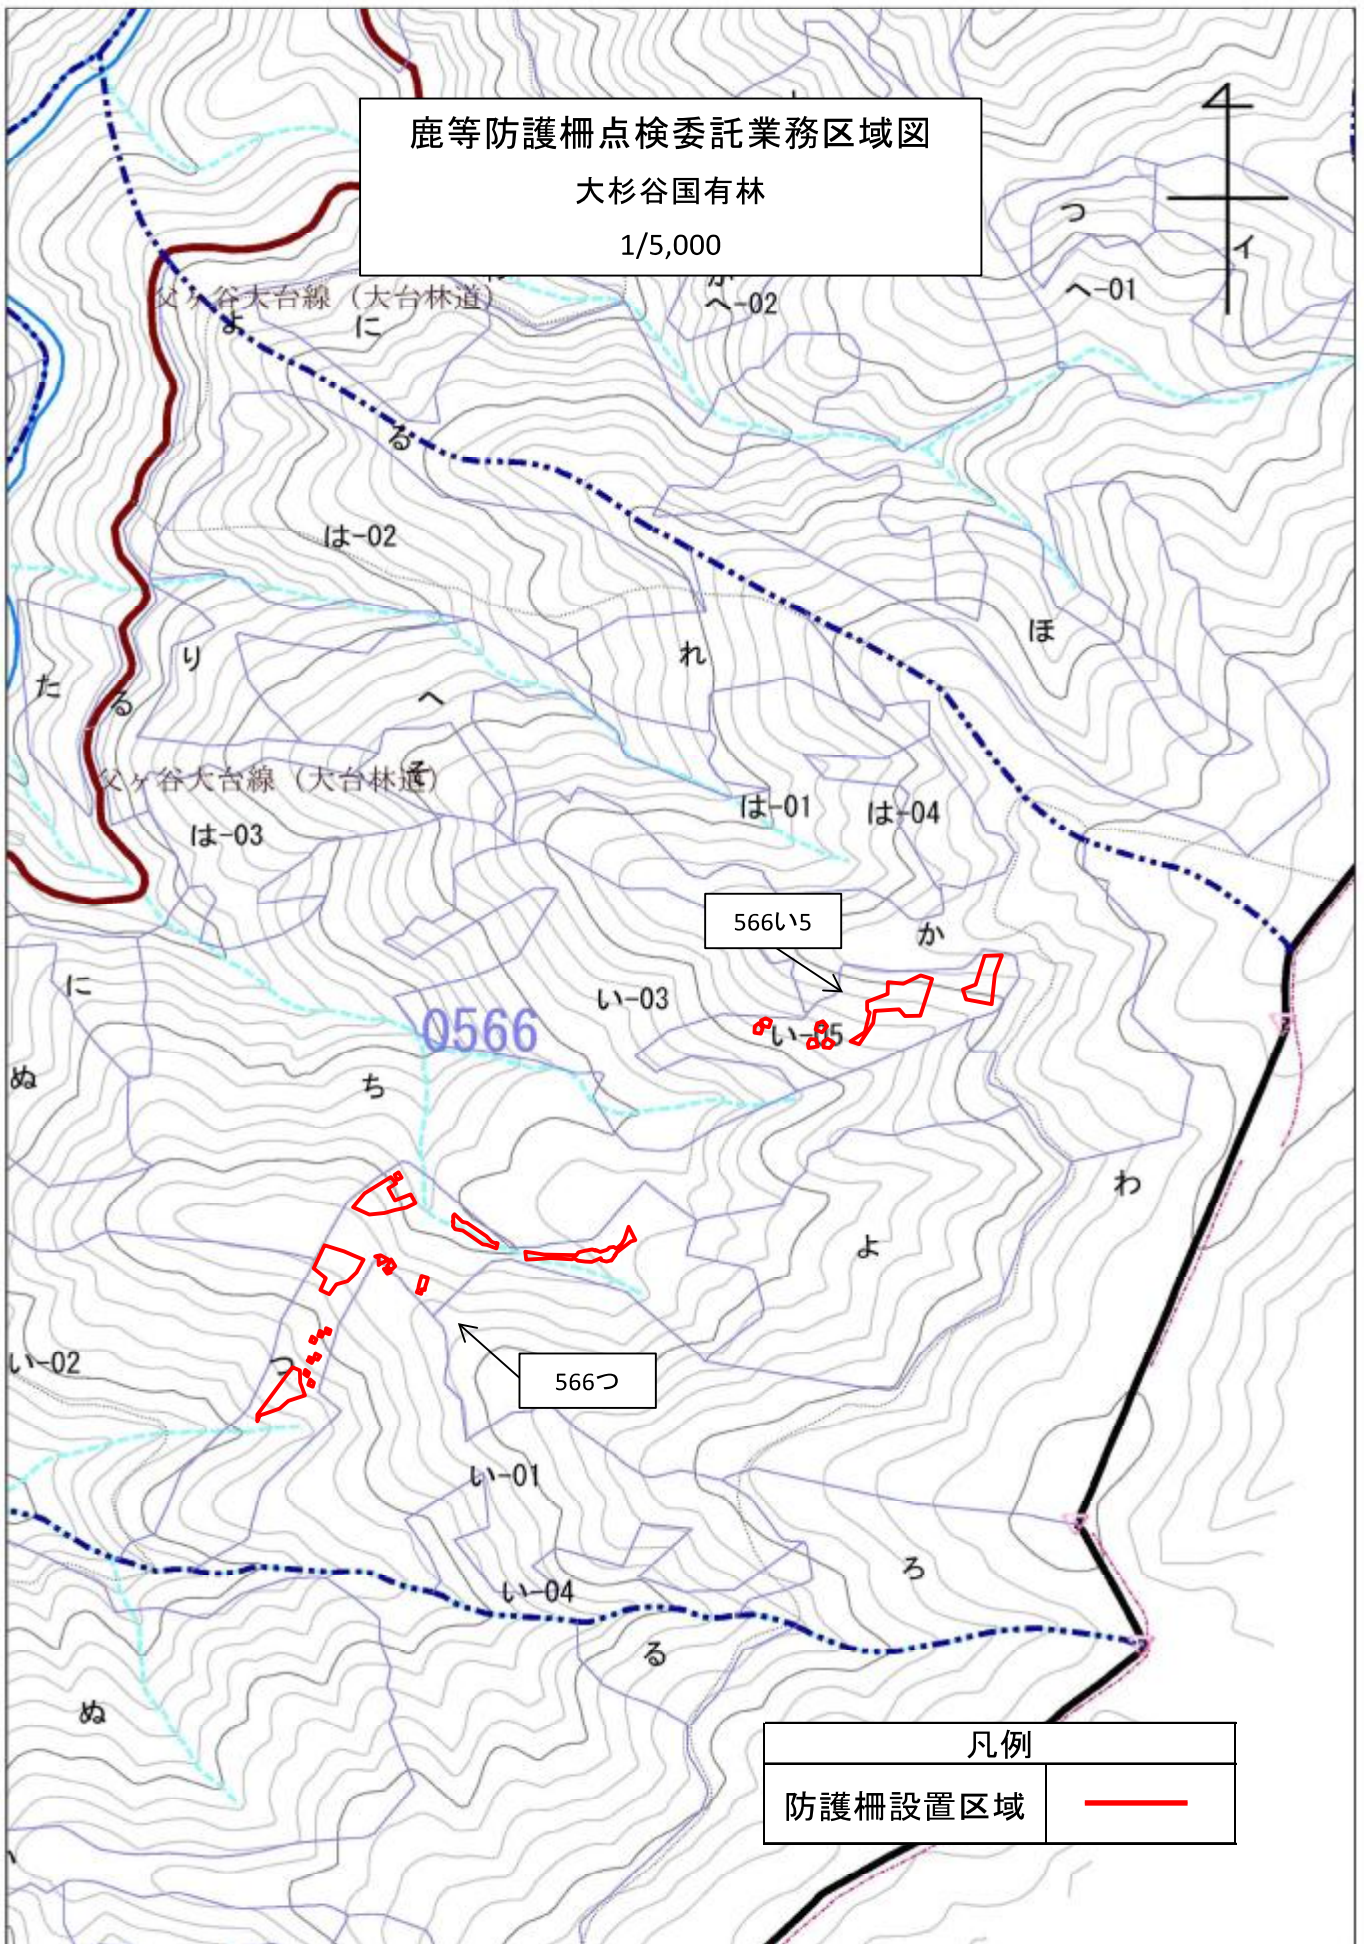 鹿等防護柵点検委託業務区域図
大杉谷国有林
1/5,000
つ
イ
へ-01
へ-02
父ヶ谷大台線（大台林道）
よ
に
る
は-02
ほ
り
れ
た
る
へ
そ
父ヶ谷大台線（大台林道）
は-01
は-04
は-03
566い5
か
に
い-03
0566
い-05
ぬ
ち
わ
よ
い-02
つ
566つ
い-01
ろ
い-04
る
ぬ
凡例
防護柵設置区域